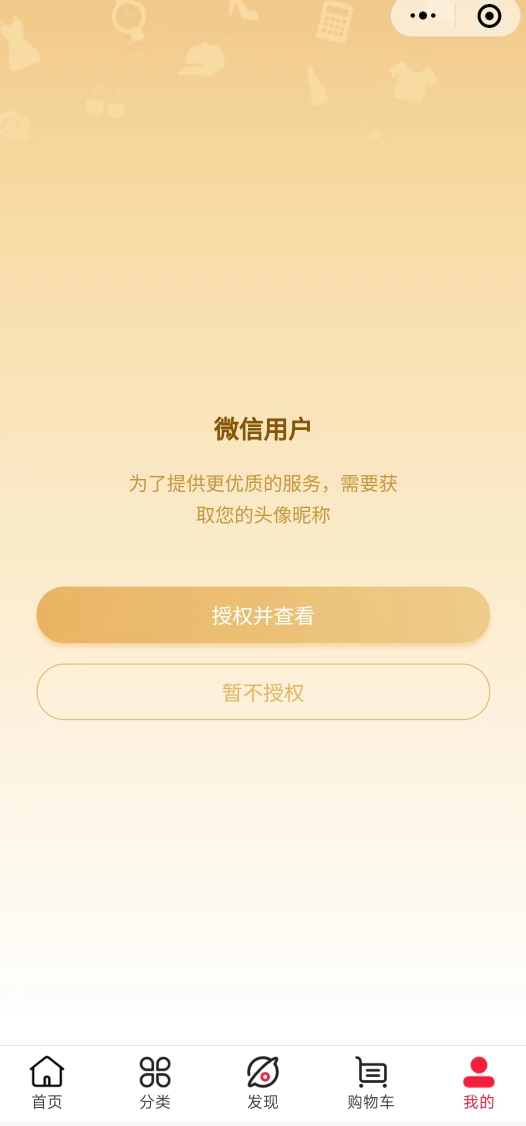 微信用户
为了提供更优质的服务，需要获
取您的头像昵称
授权并查看
暂不授权
首页
分类
发现
购物车
我的